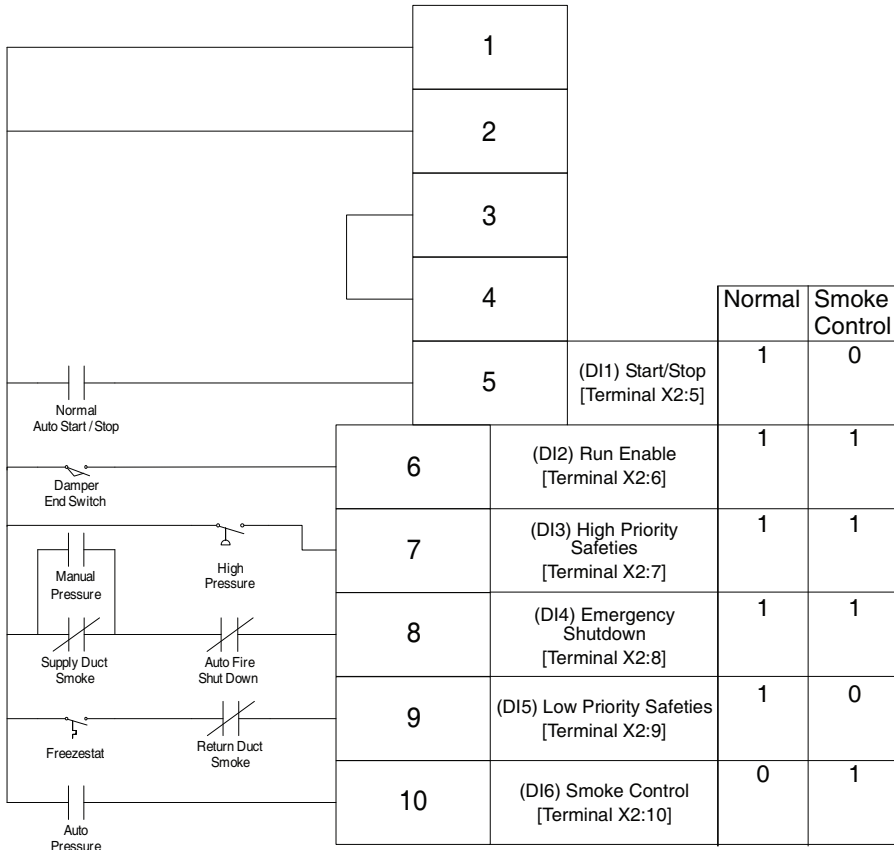 1
2
3
4
Normal Smoke
Control
5 (DI1) Start/Stop
[Terminal X2:5] 1 0
Normal
Auto Start / Stop
6 (DI2) Run Enable
[Terminal X2:6] 1 1
Damper
End Switch
7 (DI3) High Priority
Safeties
[Terminal X2:7] 1 1
High
Pressure
Manual
Pressure
8 (DI4) Emergency
Shutdown
[Terminal X2:8] 1 1
Supply Duct
Smoke
Auto Fire
Shut Down
9 (DI5) Low Priority Safeties
[Terminal X2:9] 1 0
Freezestat
Return Duct
Smoke
10 (DI6) Smoke Control
[Terminal X2:10] 0 1
Auto
Pressure